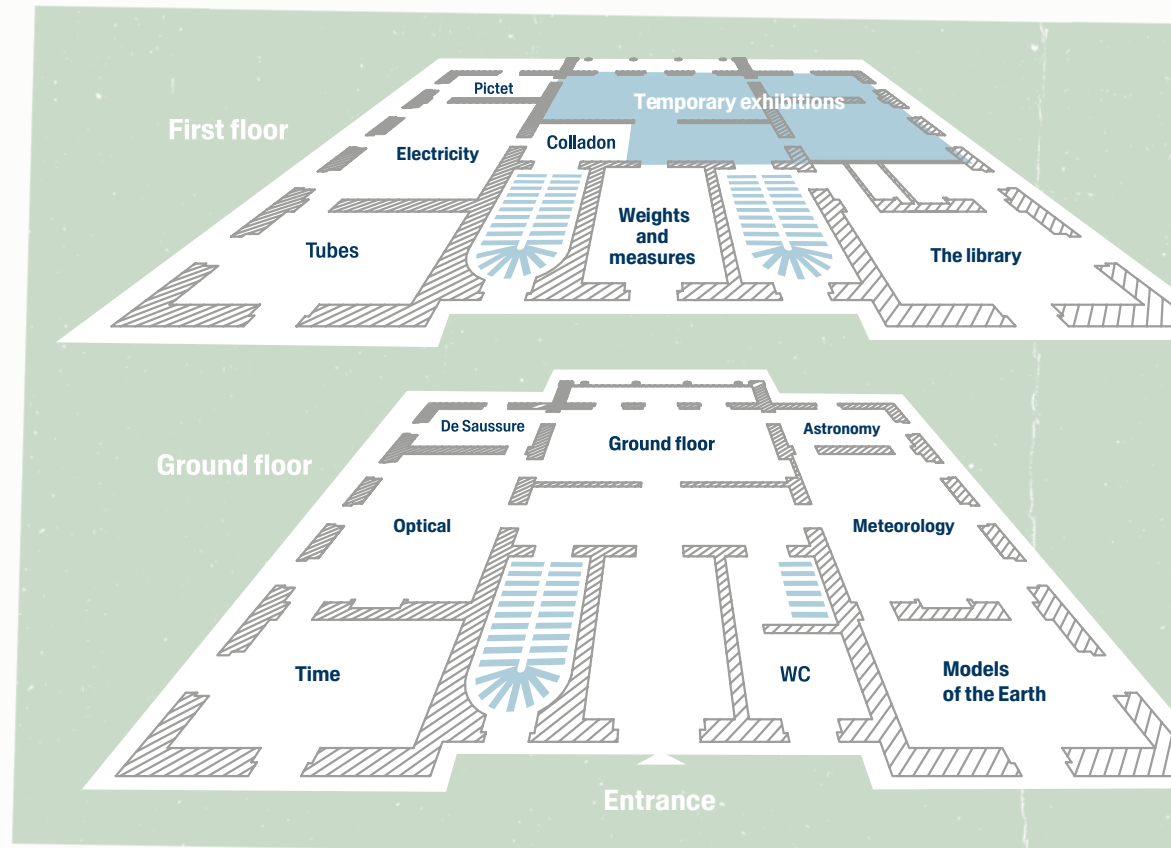 First floor
Pictet
Temporary exhibitions
Colladon
Electricity
Weights
and
measures
Tubes
The library
Ground floor
De Saussure
Ground floor
Astronomy
Optical
Meteorology
Time
WC
Models
of the Earth
Entrance